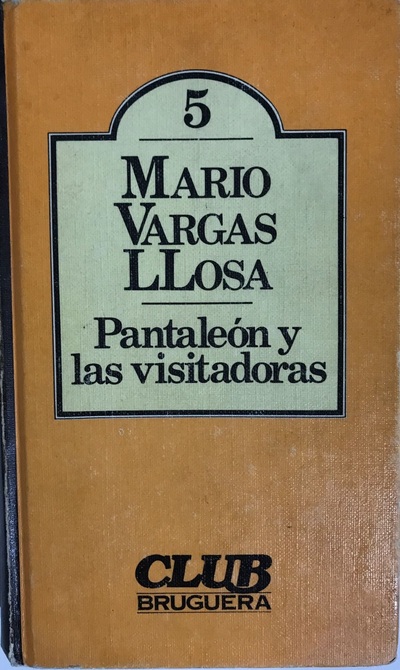 5
MARIO
VARGAS
LLOSA
Pantaleón y
las visitadoras
CLUB
BRUGUERA